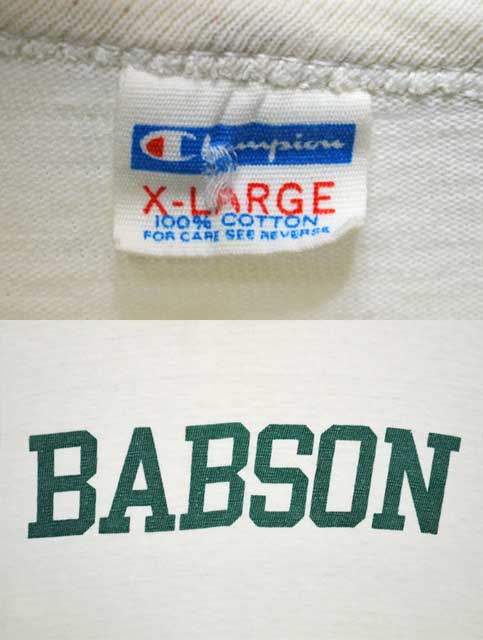 Champion
X-LARGE
100% COTTON
FOR CARE SEE REVERSE
BABSON